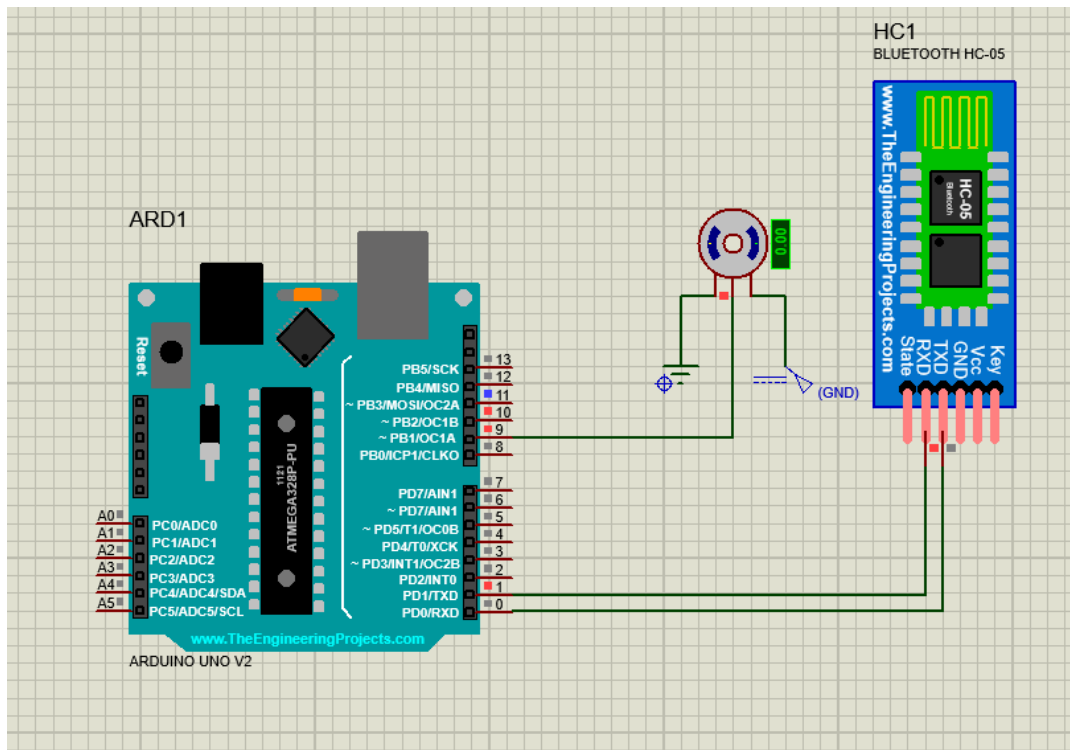 HC1
BLUETOOTH HC-05
www.TheEngineeringProjects.com
HC-05
Bluetooth
State
RXD
TXD
GND
Vcc
Key
ARD1
Reset
00 0
(GND)
1121
ATMEGA328P-PU
PB5/SCK 13
PB4/MISO 12
~ PB3/MOSI/OC2A 11
~ PB2/OC1B 10
~ PB1/OC1A 9
PB0/ICP1/CLKO 8
PD7/AIN1 7
~ PD7/AIN1 6
~ PD5/T1/OC0B 5
PD4/T0/XCK 4
~ PD3/INT1/OC2B 3
PD2/INT0 2
PD1/TXD 1
PD0/RXD 0
A0 PC0/ADC0
A1 PC1/ADC1
A2 PC2/ADC2
A3 PC3/ADC3
A4 PC4/ADC4/SDA
A5 PC5/ADC5/SCL
www.TheEngineeringProjects.com
ARDUINO UNO V2